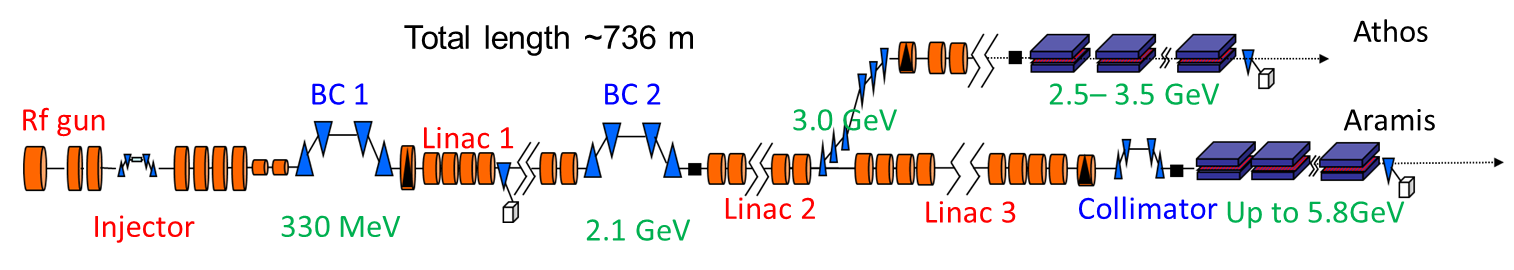 Total length ~736 m
Athos
BC 1
BC 2
2.5– 3.5 GeV
Rf gun
Linac 1
3.0 GeV
Aramis
Injector
330 MeV
2.1 GeV
Linac 2
Linac 3
Collimator
Up to 5.8GeV